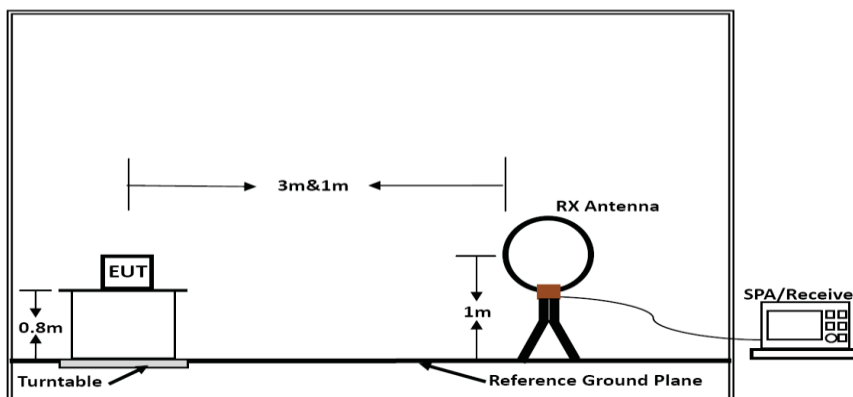 3m&1m
RX Antenna
EUT
SPA/Receive
0.8m
1m
Turntable
Reference Ground Plane